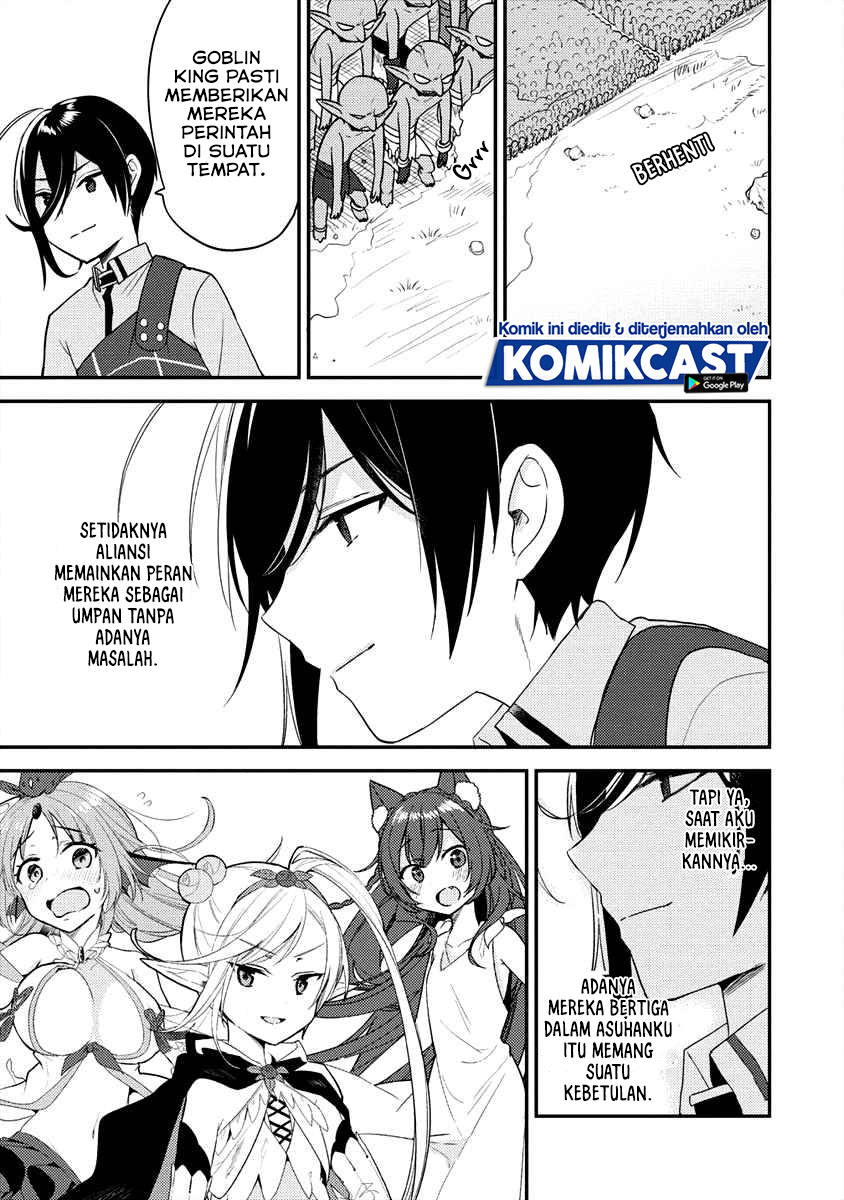 BERHENTI
Grrr
GOBLIN
KING PASTI
MEMBERIKAN
MEREKA
PERINTAH
DI SUATU
TEMPAT.
Komik ini diedit & diterjemahkan oleh
KOMIKCAST
GET IT ON
Google Play
SETIDAKNYA
ALIANSI
MEMAINKAN PERAN
MEREKA SEBAGAI
UMPAN TANPA
ADANYA
MASALAH.
TAPI YA,
SAAT AKU
MEMIKIR-
KANNYA...
ADANYA
MEREKA BERTIGA
DALAM ASUHANKU
ITU MEMANG
SUATU
KEBETULAN.